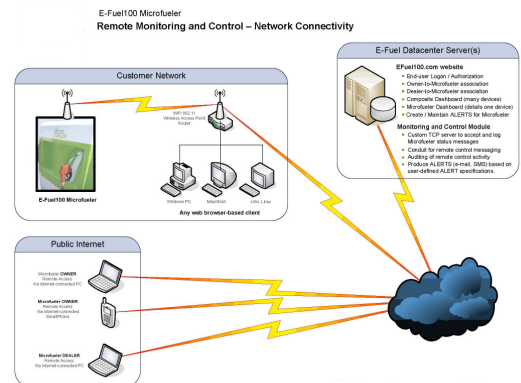 E-Fuel100 Microfueler
Remote Monitoring and Control – Network Connectivity
Customer Network
WiFi 802.11
Wireless Access Point
Router
E-Fuel100 Microfueler
Windows PC
Macintosh
Unix, Linux
Any web browser-based client
E-Fuel Datacenter Server(s)
EFuel100.com website
End-user Logon / Authorization
Owner-to-Microfueler association
Dealer-to-Microfueler association
Composite Dashboard (many devices)
Microfueler Dashboard (details one device)
Create / Maintain ALERTS for Microfueler
Monitoring and Control Module
Custom TCP server to accept and log
Microfueler status messages
Conduit for remote control messaging
Auditing of remote control activity
Produce ALERTS (e-mail, SMS) based on
user-defined ALERT specifications.
Public Internet
Microfueler OWNER
Remote Access
Via Internet-connected PC
Microfueler OWNER
Remote Access
Via Internet-connected
SmartPhone
Microfueler DEALER
Remote Access
Via Internet-connected PC